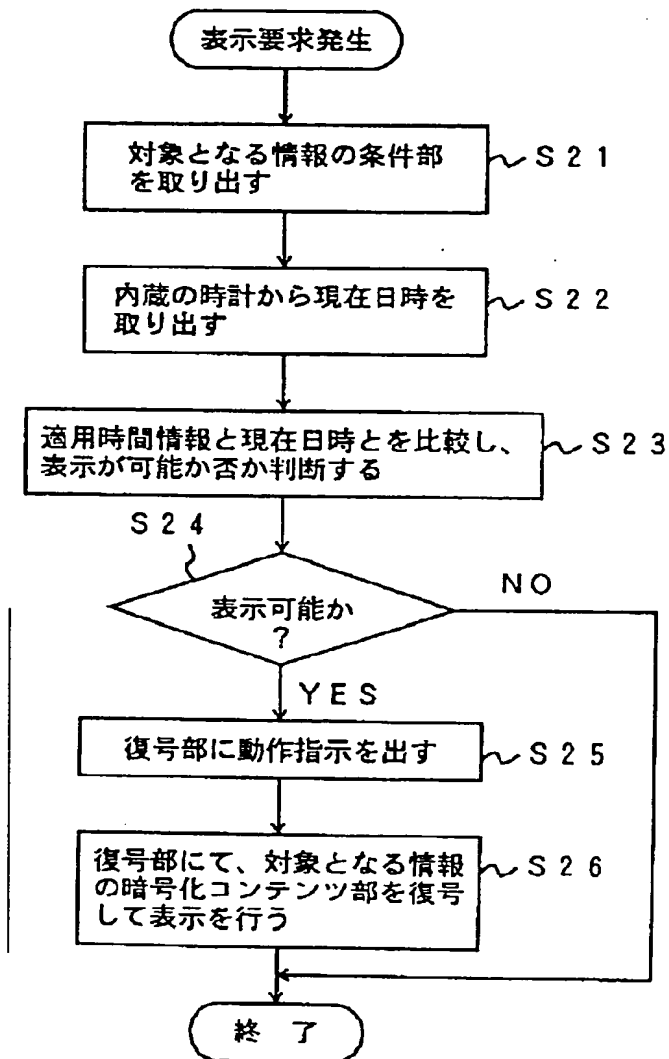 表示要求発生
対象となる情報の条件部
を取り出す
S21
内蔵の時計から現在日時を
取り出す
S22
適用時間情報と現在日時とを比較し、
表示が可能か否か判断する
S23
S24
表示可能か
?
NO
YES
復号部に動作指示を出す
S25
復号部にて、対象となる情報
の暗号化コンテンツ部を復号
して表示を行う
S26
終 了